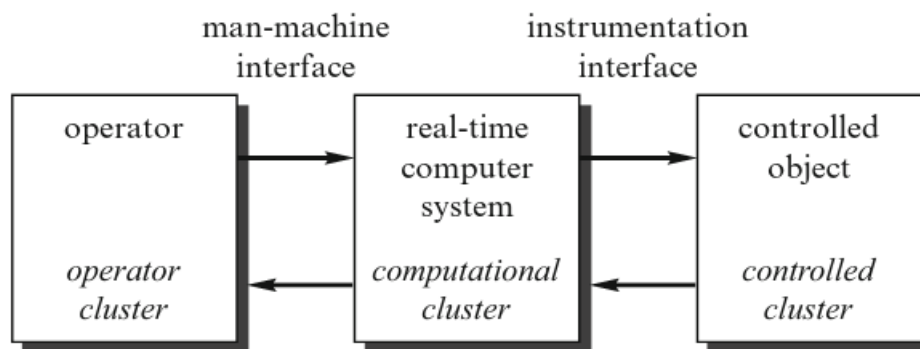 man-machine
interface
instrumentation
interface
operator
operator
cluster
real-time
computer
system
computational
cluster
controlled
object
controlled
cluster